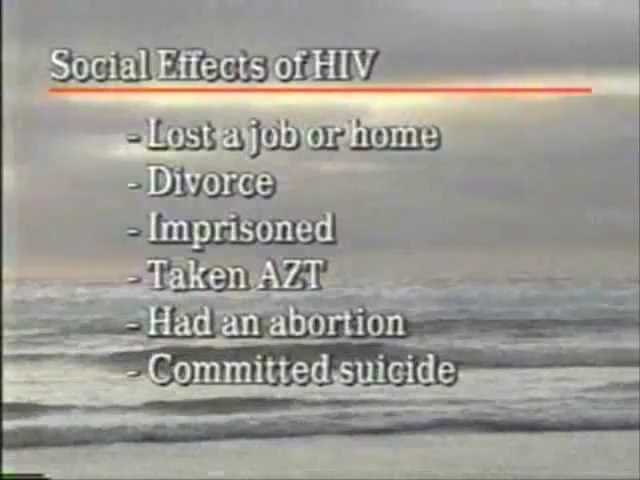 Social Effects of HIV
- Lost a job or home
- Divorce
- Imprisoned
- Taken AZT
- Had an abortion
- Committed suicide